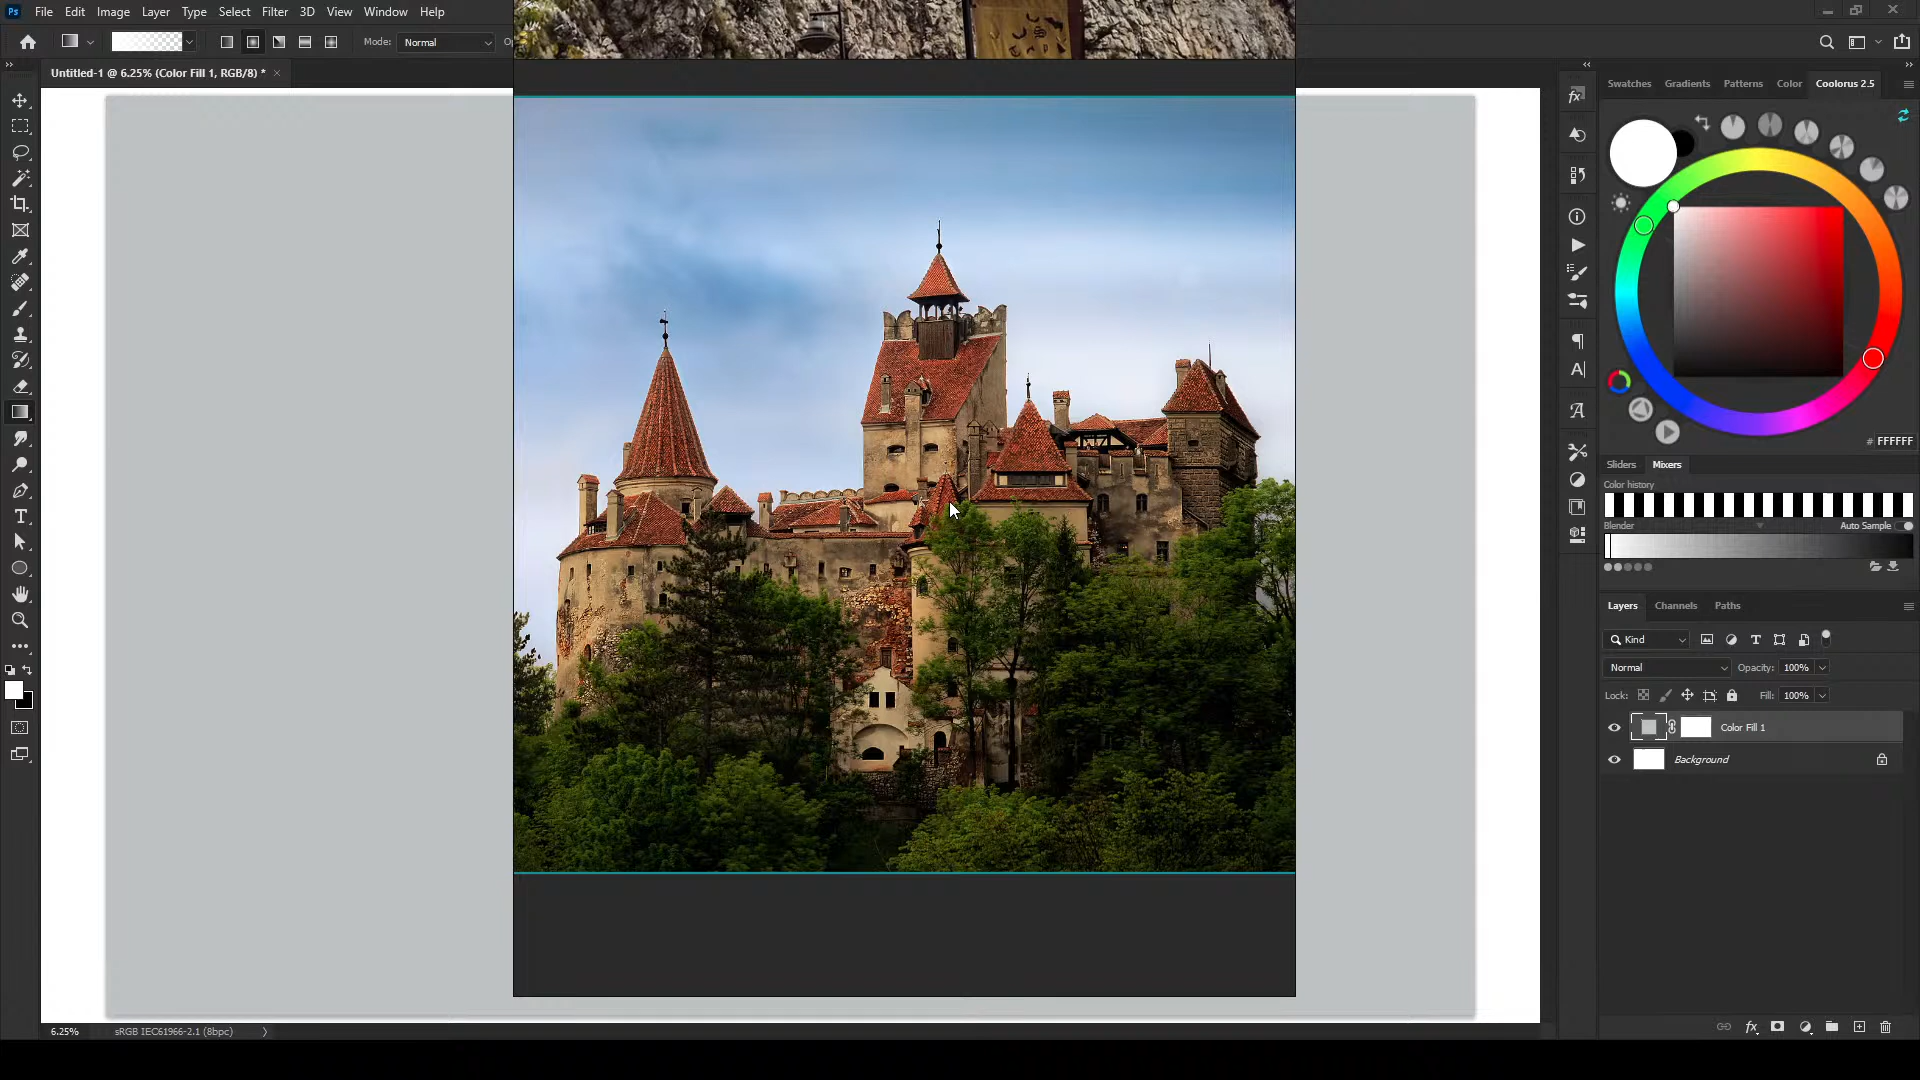 Ps File Edit Image Layer Type Select Filter 3D View Window Help
Mode: Normal
Untitled-1 @ 6.25% (Color Fill 1, RGB/8) * ×
Swatches Gradients Patterns Color Coolorus 2.5
# FFFFFF
Sliders Mixers
Color history
Blender Auto Sample
Layers Channels Paths
Kind
Normal Opacity: 100%
Lock: Fill: 100%
Color Fill 1
Background
6.25% sRGB IEC61966-2.1 (8bpc)